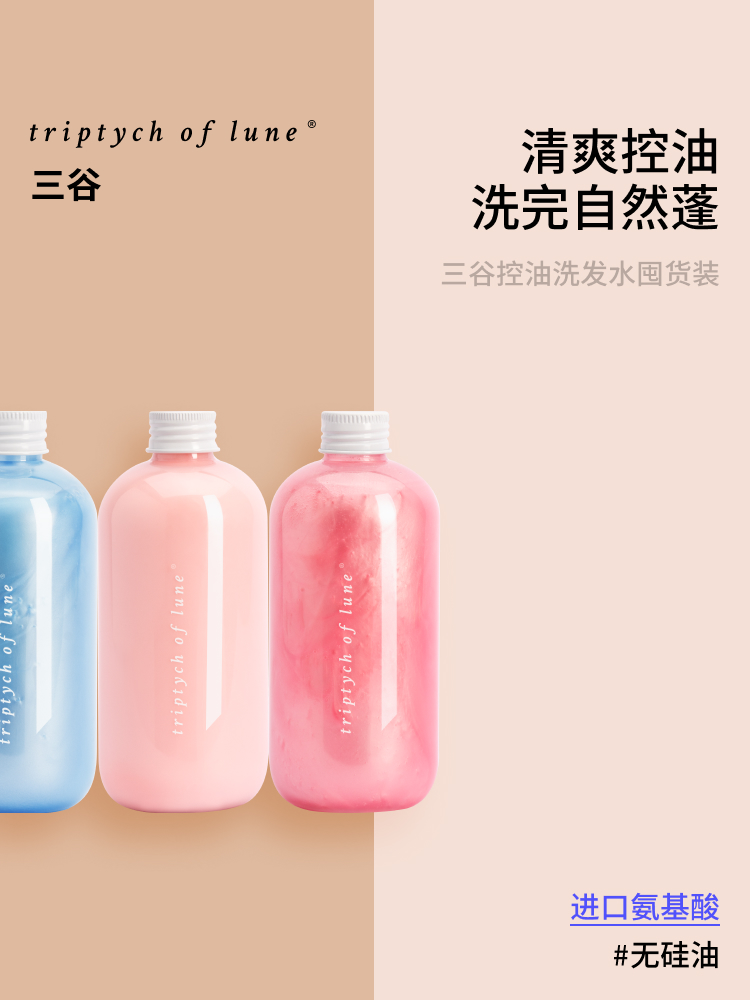 triptych of lune®
三谷
清爽控油
洗完自然蓬
三谷控油洗发水囤货装
triptych of lune®
triptych of lune®
triptych of lune®
进口氨基酸
#无硅油